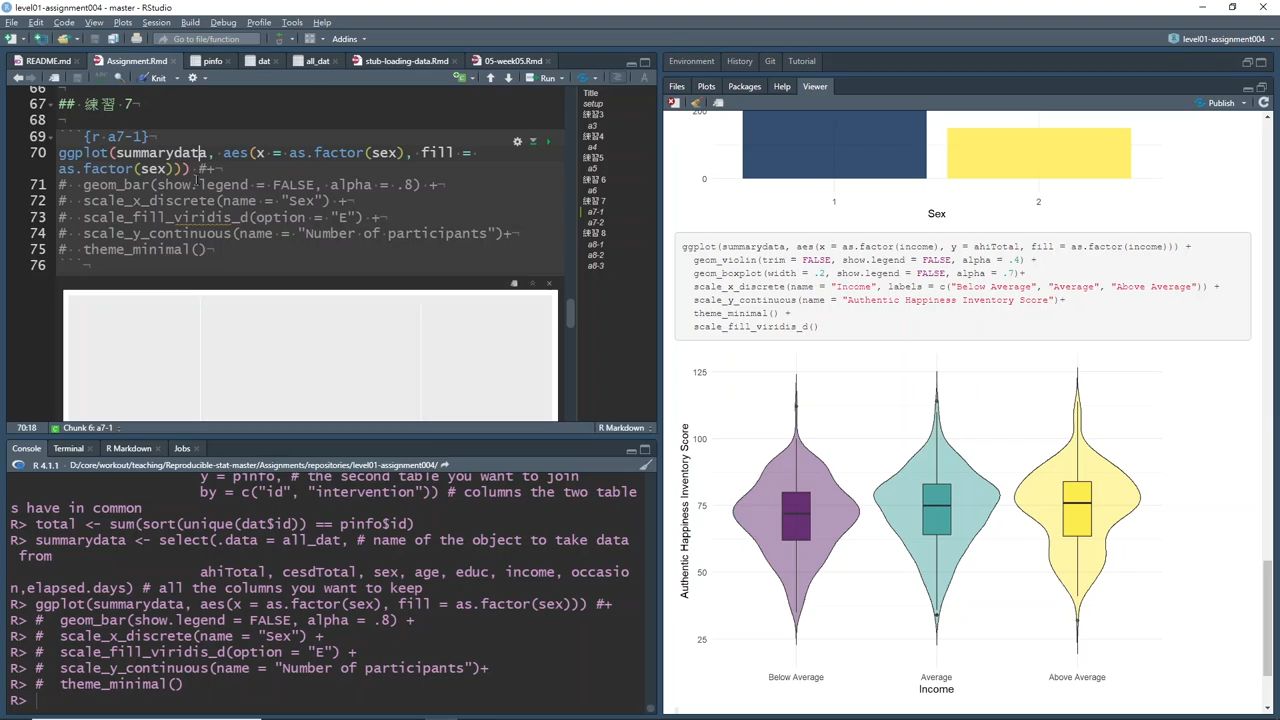 level01-assignment004 - master - RStudio
File Edit Code View Plots Session Build Debug Profile Tools Help
Go to file/function Addins level01-assignment004
README.md Assignment.Rmd pinfo dat all_dat stub-loading-data.Rmd 05-week05.Rmd
Knit Run
66
67 ## 練習 7¬
68 ¬
69 ```{r a7-1}
70 ggplot(summarydata, aes(x = as.factor(sex), fill =
as.factor(sex))) #+¬
71 # geom_bar(show.legend = FALSE, alpha = .8) +¬
72 # scale_x_discrete(name = "Sex") +¬
73 # scale_fill_viridis_d(option = "E") +¬
74 # scale_y_continuous(name = "Number of participants")+¬
75 # theme_minimal()¬
76 ```¬
Title
setup
練習3
a3
練習4
a4
練習5
a5
練習 6
a6
練習 7
a7-1
a7-2
練習 8
a8-1
a8-2
a8-3
70:18 Chunk 6: a7-1 R Markdown
Console Terminal R Markdown Jobs
R 4.1.1 · D:/core/workout/teaching/Reproducible-stat-master/Assignments/repositories/level01-assignment004/
y = pinfo, # the second table you want to join
by = c("id", "intervention")) # columns the two table
s have in common
R> total <- sum(sort(unique(dat$id)) == pinfo$id)
R> summarydata <- select(.data = all_dat, # name of the object to take data
from
ahiTotal, cesdTotal, sex, age, educ, income, occasio
n,elapsed.days) # all the columns you want to keep
R> ggplot(summarydata, aes(x = as.factor(sex), fill = as.factor(sex))) #+
R> # geom_bar(show.legend = FALSE, alpha = .8) +
R> # scale_x_discrete(name = "Sex") +
R> # scale_fill_viridis_d(option = "E") +
R> # scale_y_continuous(name = "Number of participants")+
R> # theme_minimal()
R>
Environment History Git Tutorial
Files Plots Packages Help Viewer
Publish
200
0
1 2
Sex
ggplot(summarydata, aes(x = as.factor(income), y = ahiTotal, fill = as.factor(income))) +
geom_violin(trim = FALSE, show.legend = FALSE, alpha = .4) +
geom_boxplot(width = .2, show.legend = FALSE, alpha = .7)+
scale_x_discrete(name = "Income", labels = c("Below Average", "Average", "Above Average")) +
scale_y_continuous(name = "Authentic Happiness Inventory Score")+
theme_minimal() +
scale_fill_viridis_d()
Authentic Happiness Inventory Score
125
100
75
50
25
Below Average Average Above Average
Income